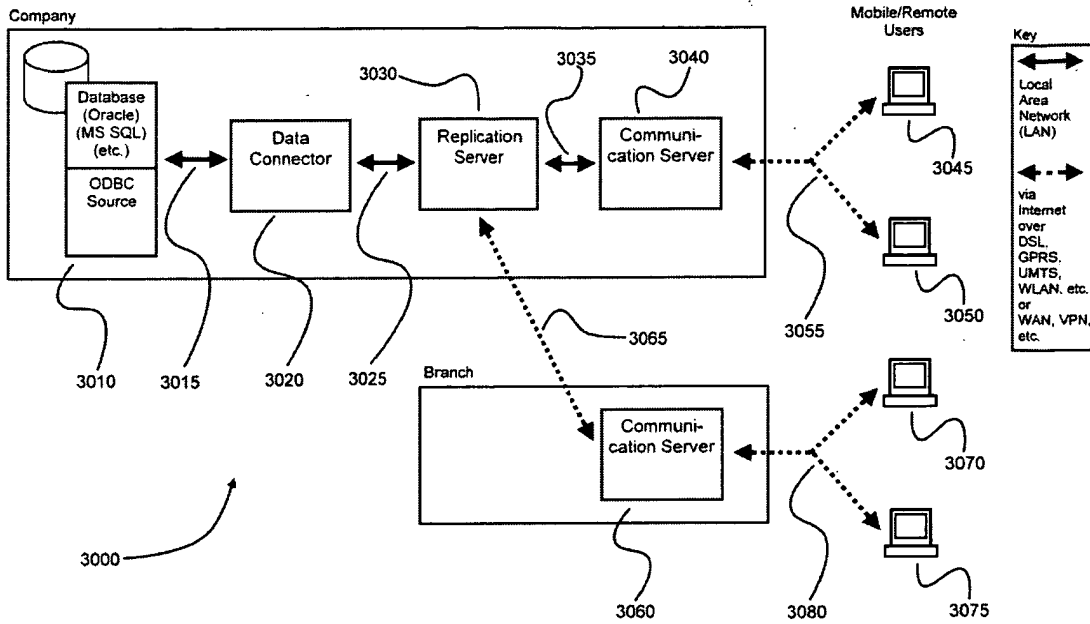 Company
Mobile/Remote
Users
Key
Local
Area
Network
(LAN)
via
Internet
over
DSL,
GPRS,
UMTS,
WLAN, etc.
or
WAN, VPN,
etc.
Database
(Oracle)
(MS SQL)
(etc.)
ODBC
Source
Data
Connector
Replication
Server
Communi-
cation Server
3030
3035
3040
3045
3050
3055
3010
3015
3020
3025
3065
Branch
Communi-
cation Server
3070
3075
3000
3060
3080